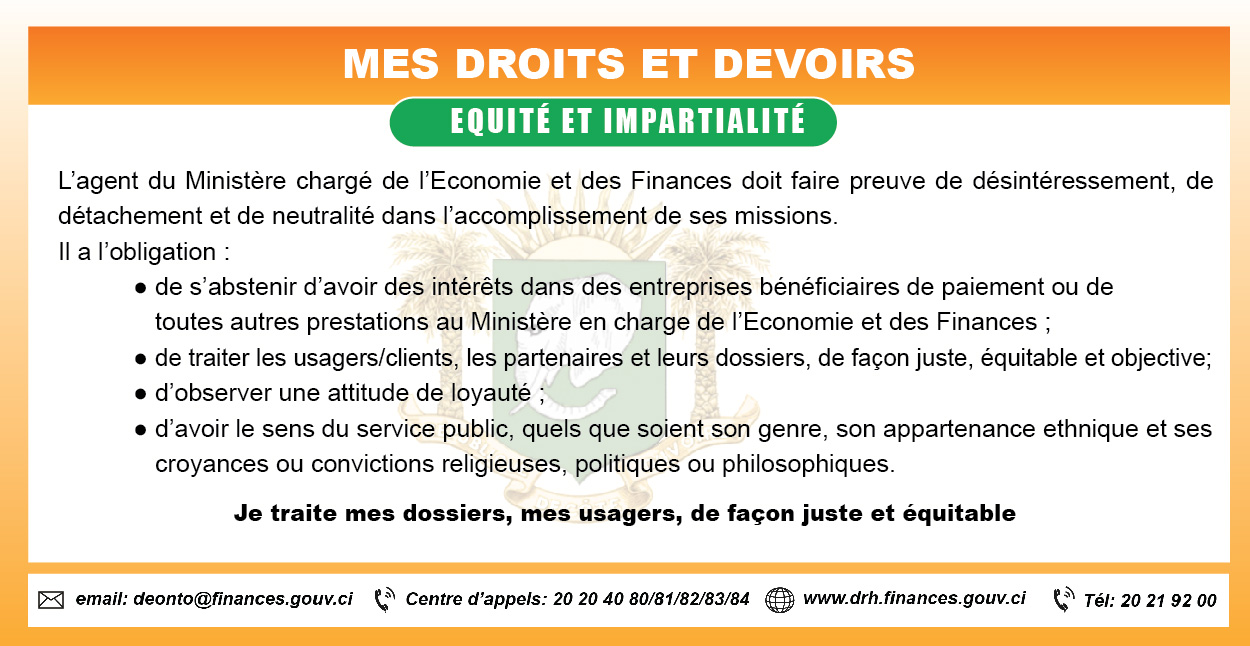 MES DROITS ET DEVOIRS
EQUITÉ ET IMPARTIALITÉ
L’agent du Ministère chargé de l’Economie et des Finances doit faire preuve de désintéressement, de
détachement et de neutralité dans l’accomplissement de ses missions.
Il a l’obligation :
● de s’abstenir d’avoir des intérêts dans des entreprises bénéficiaires de paiement ou de
toutes autres prestations au Ministère en charge de l’Economie et des Finances ;
● de traiter les usagers/clients, les partenaires et leurs dossiers, de façon juste, équitable et objective;
● d’observer une attitude de loyauté ;
● d’avoir le sens du service public, quels que soient son genre, son appartenance ethnique et ses
croyances ou convictions religieuses, politiques ou philosophiques.
Je traite mes dossiers, mes usagers, de façon juste et équitable
email: deonto@finances.gouv.ci Centre d’appels: 20 20 40 80/81/82/83/84 www.drh.finances.gouv.ci Tél: 20 21 92 00